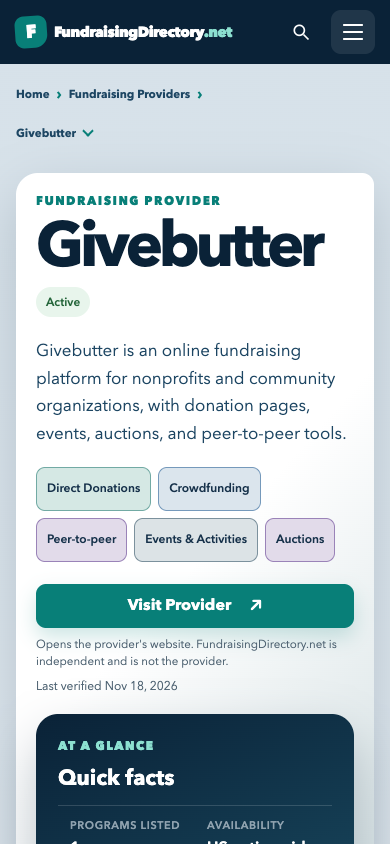 F FundraisingDirectory.net
Home › Fundraising Providers ›
Givebutter
FUNDRAISING PROVIDER
Givebutter
Active
Givebutter is an online fundraising
platform for nonprofits and community
organizations, with donation pages,
events, auctions, and peer-to-peer tools.
Direct Donations Crowdfunding
Peer-to-peer Events & Activities Auctions
Visit Provider
Opens the provider's website. FundraisingDirectory.net is
independent and is not the provider.
Last verified Nov 18, 2026
AT A GLANCE
Quick facts
PROGRAMS LISTED AVAILABILITY